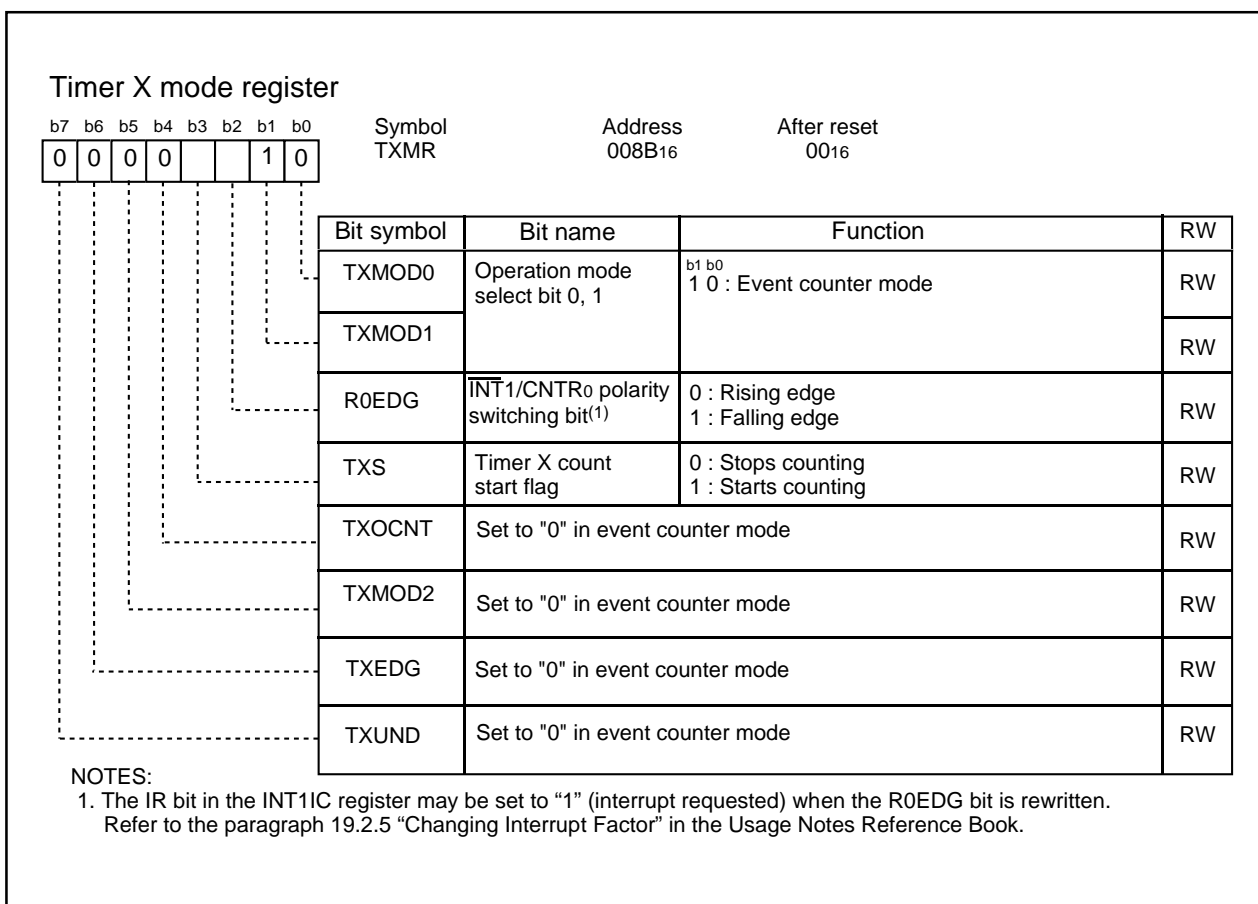 Timer X mode register
b7 b6 b5 b4 b3 b2 b1 b0 Symbol Address After reset
0 0 0 0 1 0 TXMR 008B16 0016
Bit symbol Bit name Function RW
TXMOD0 Operation mode select bit 0, 1 b1 b0
1 0 : Event counter mode RW
TXMOD1 RW
R0EDG INT1/CNTR0 polarity switching bit(1) 0 : Rising edge
1 : Falling edge RW
TXS Timer X count start flag 0 : Stops counting
1 : Starts counting RW
TXOCNT Set to "0" in event counter mode RW
TXMOD2 Set to "0" in event counter mode RW
TXEDG Set to "0" in event counter mode RW
TXUND Set to "0" in event counter mode RW
NOTES:
1. The IR bit in the INT1IC register may be set to “1” (interrupt requested) when the R0EDG bit is rewritten.
Refer to the paragraph 19.2.5 “Changing Interrupt Factor” in the Usage Notes Reference Book.